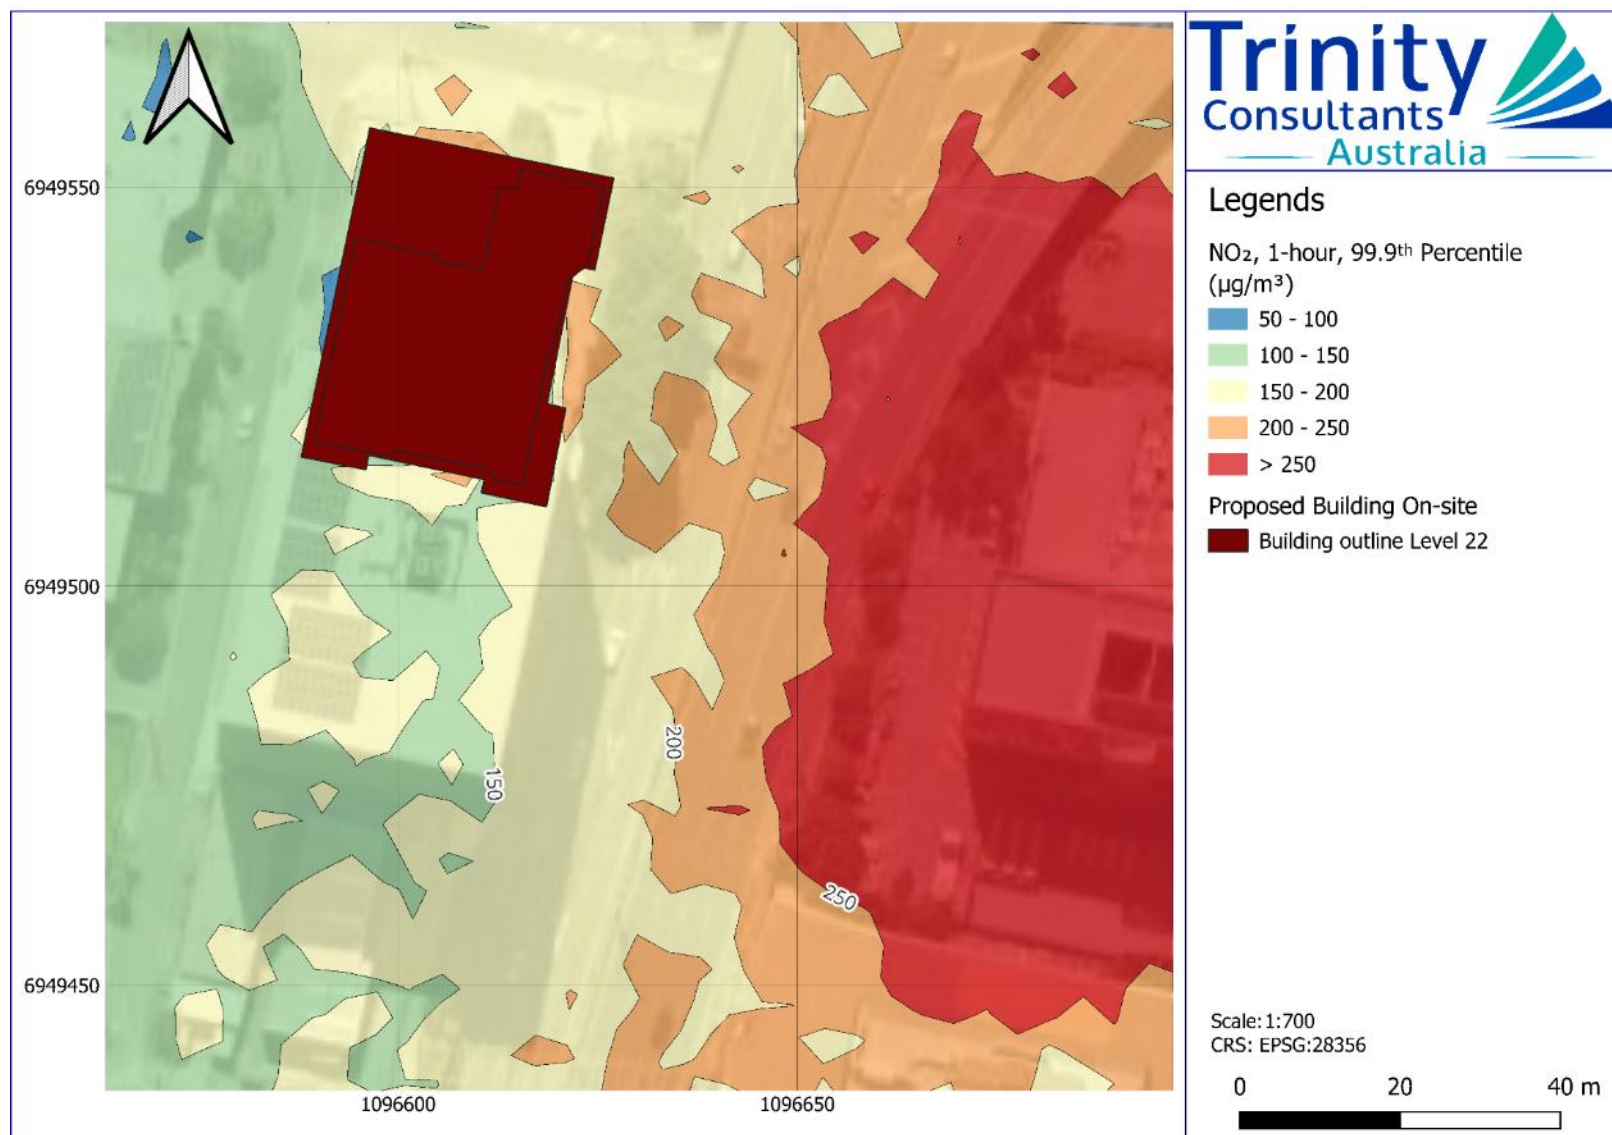 Trinity
Consultants
Australia
Legends
NO₂, 1-hour, 99.9ᵗʰ Percentile
(µg/m³)
50 - 100
100 - 150
150 - 200
200 - 250
> 250
Proposed Building On-site
Building outline Level 22
Scale: 1:700
CRS: EPSG:28356
0 20 40 m
6949550
6949500
6949450
1096600 1096650
200
150
250